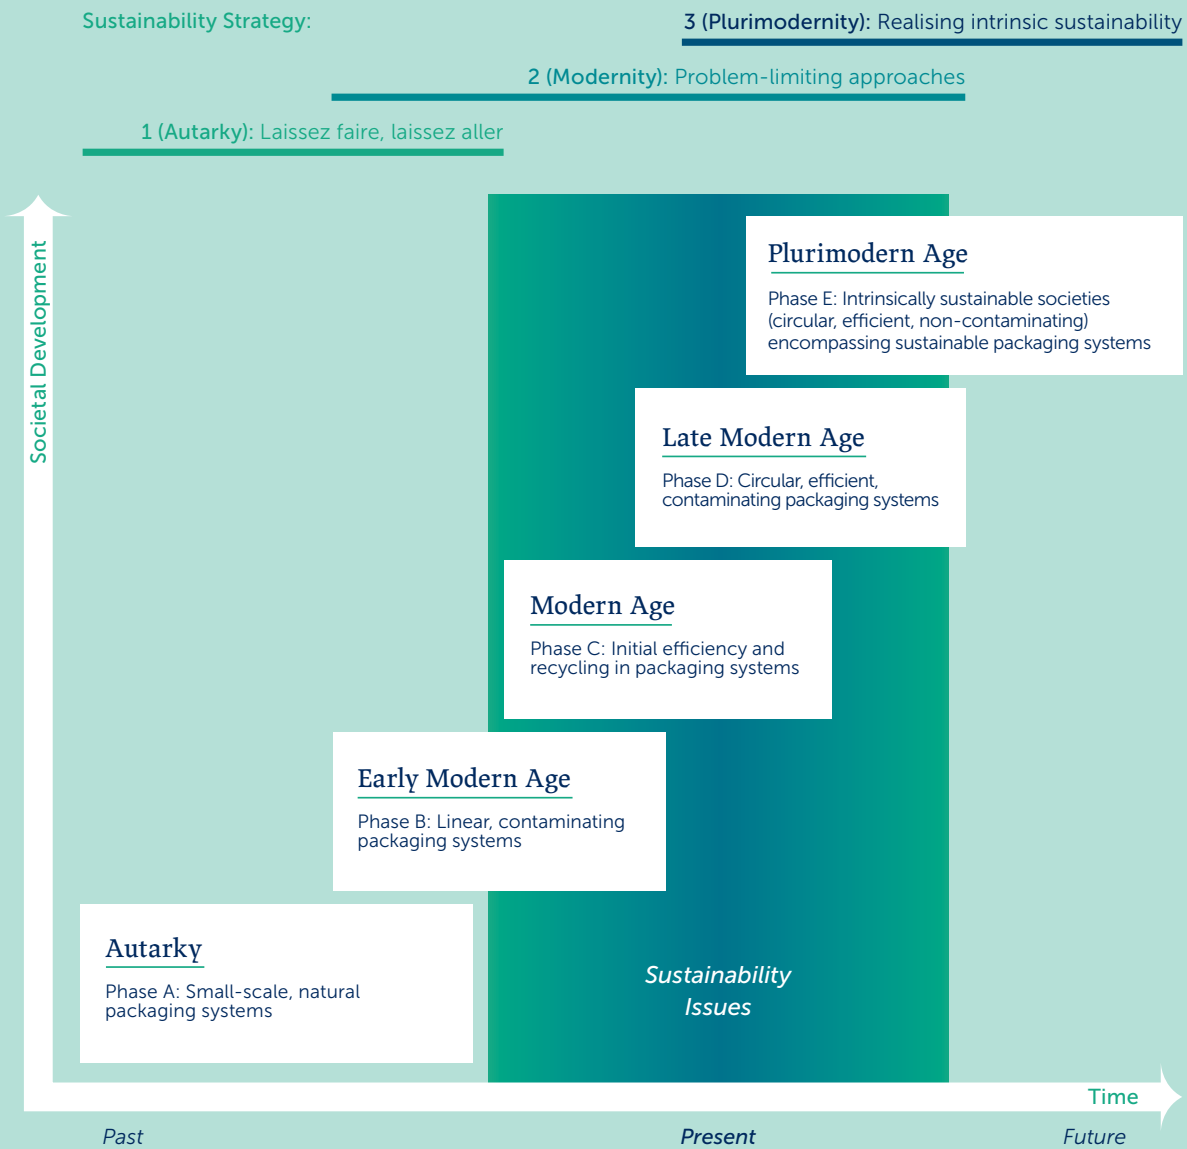 Sustainability Strategy:
3 (Plurimodernity): Realising intrinsic sustainability
2 (Modernity): Problem-limiting approaches
1 (Autarky): Laissez faire, laissez aller
Societal Development
Plurimodern Age
Phase E: Intrinsically sustainable societies
(circular, efficient, non-contaminating)
encompassing sustainable packaging systems
Late Modern Age
Phase D: Circular, efficient,
contaminating packaging systems
Modern Age
Phase C: Initial efficiency and
recycling in packaging systems
Early Modern Age
Phase B: Linear, contaminating
packaging systems
Autarky
Phase A: Small-scale, natural
packaging systems
Sustainability
Issues
Time
Past
Present
Future